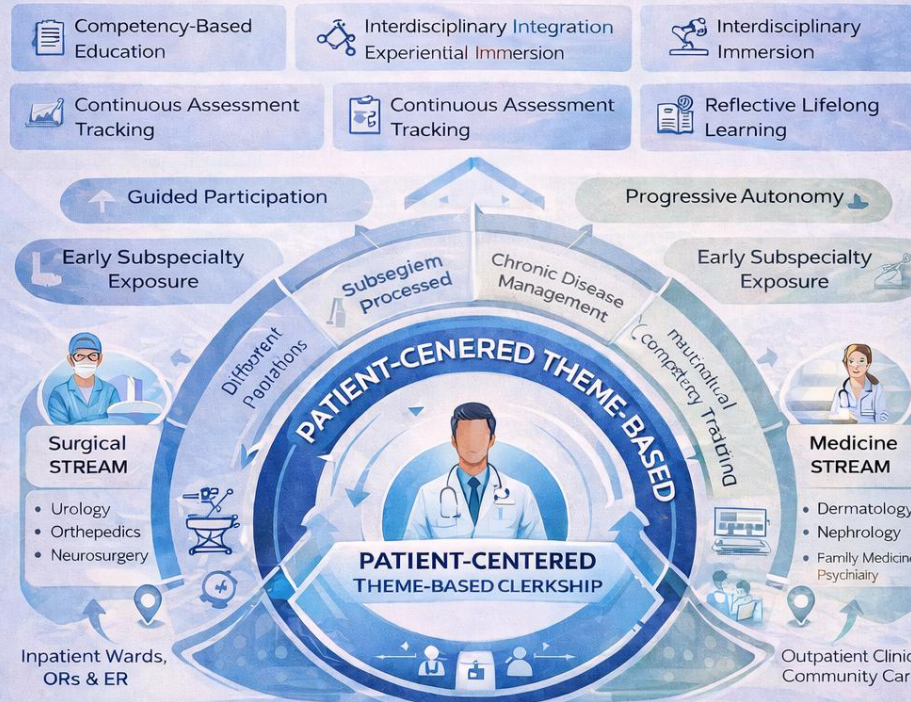 Competency-Based
Education
Interdisciplinary Integration
Experiential Immersion
Interdisciplinary
Immersion
Continuous Assessment
Tracking
Continuous Assessment
Tracking
Reflective Lifelong
Learning
Guided Participation
Progressive Autonomy
Early Subspecialty
Exposure
Early Subspecialty
Exposure
Subsegiem
Processed
Chronic Disease
Management
PATIENT-CENERED THEME-BASED
Surgical
STREAM
Urology
Orthepedics
Neurosurgery
Medicine
STREAM
Dermatology
Nephrology
Family Medicine
Psychiaity
PATIENT-CENTERED
THEME-BASED CLERKSHIP
Inpatient Wards,
ORs & ER
Outpatient Clinic
Community Car